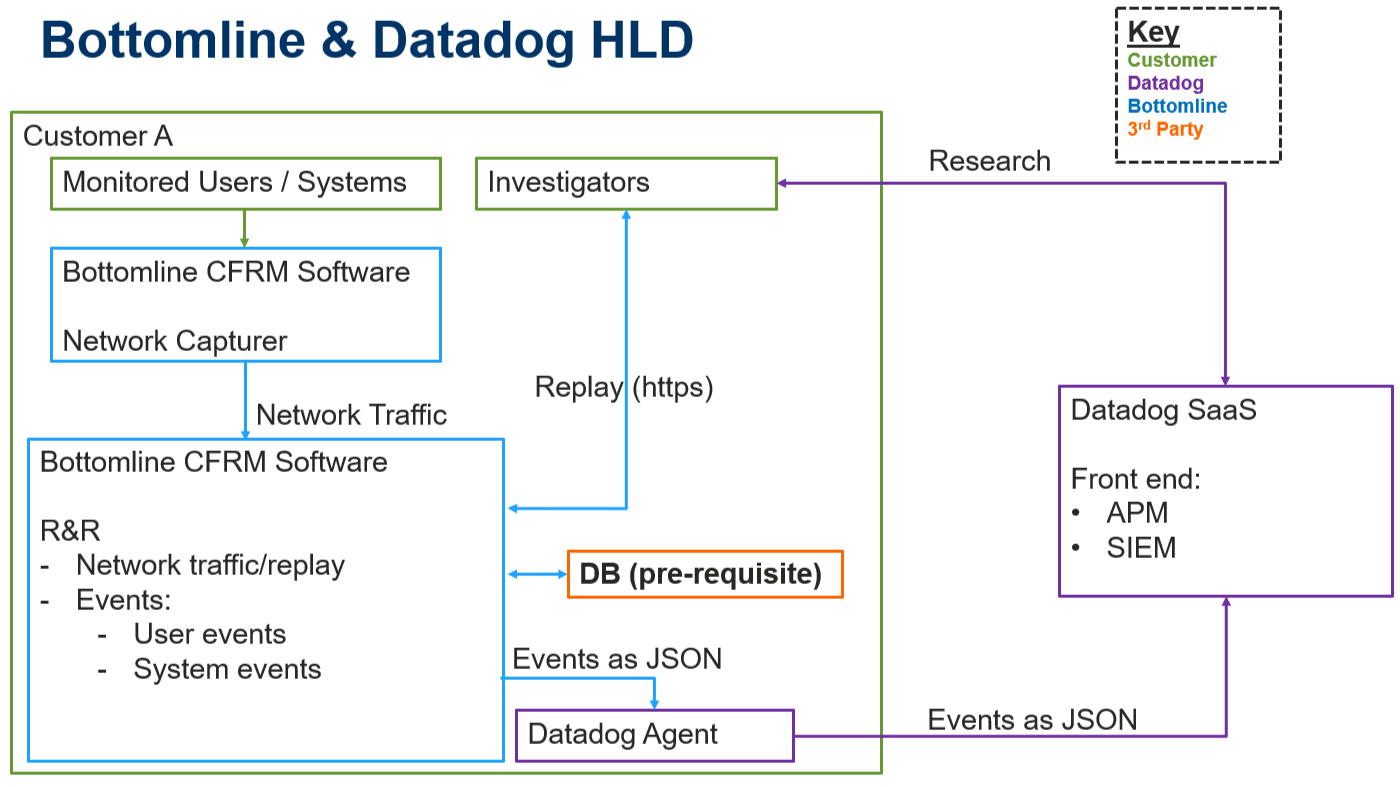 Bottomline & Datadog HLD
Key
Customer
Datadog
Bottomline
3rd Party
Customer A
Monitored Users / Systems
Investigators
Research
Bottomline CFRM Software
Network Capturer
Replay (https)
Network Traffic
Bottomline CFRM Software
R&R
- Network traffic/replay
- Events:
- User events
- System events
DB (pre-requisite)
Events as JSON
Datadog Agent
Datadog SaaS
Front end:
• APM
• SIEM
Events as JSON